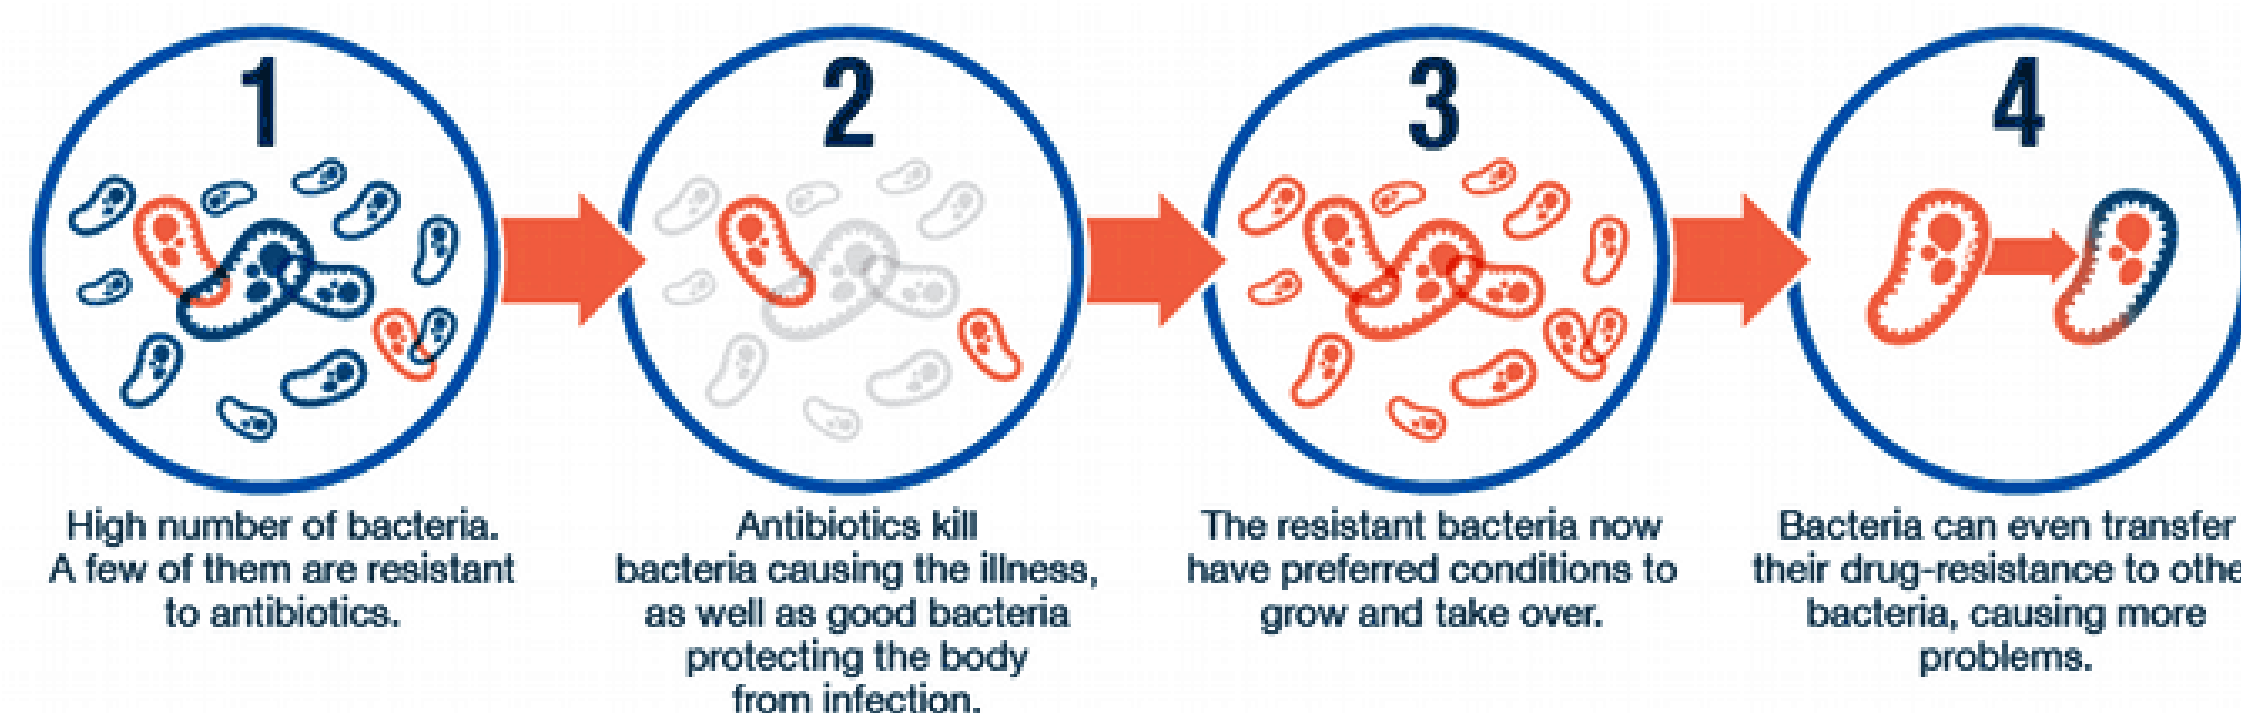 1
High number of bacteria.
A few of them are resistant
to antibiotics.
2
Antibiotics kill
bacteria causing the illness,
as well as good bacteria
protecting the body
from infection.
3
The resistant bacteria now
have preferred conditions to
grow and take over.
4
Bacteria can even transfer
their drug-resistance to othe
bacteria, causing more
problems.